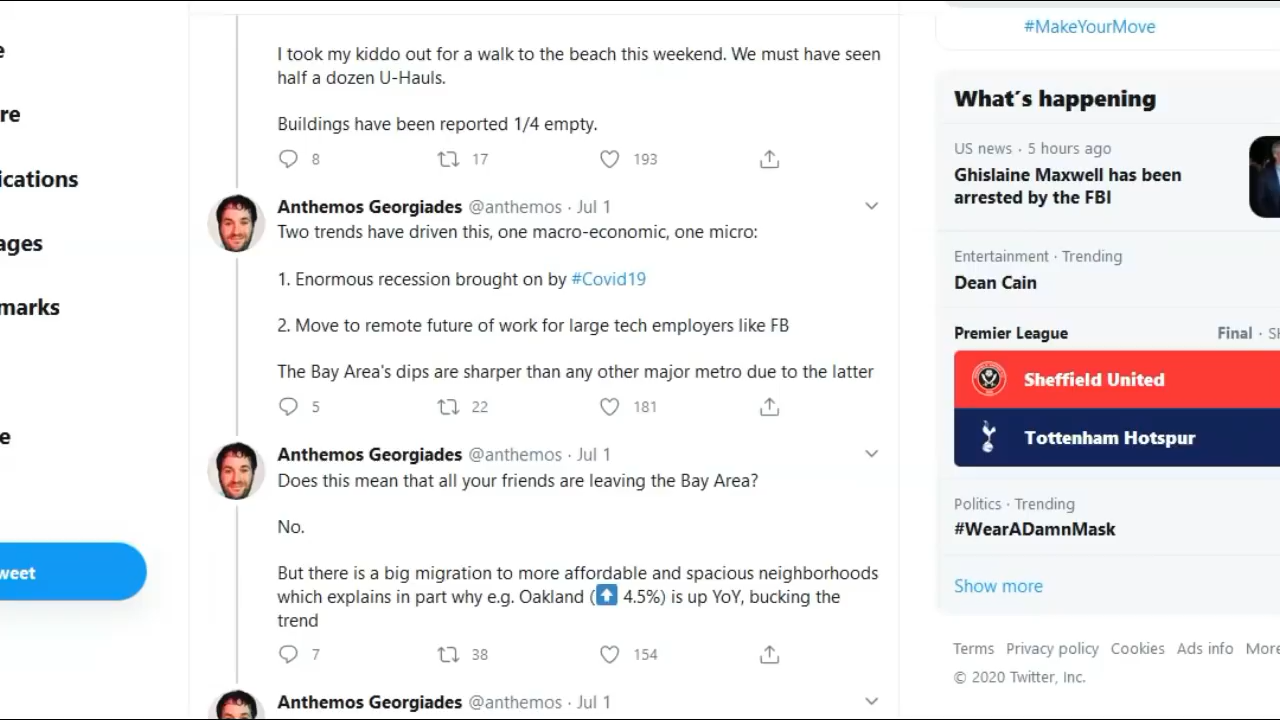 e
re
ications
ages
marks
e
weet
I took my kiddo out for a walk to the beach this weekend. We must have seen
half a dozen U-Hauls.
Buildings have been reported 1/4 empty.
8 17 193
Anthemos Georgiades @anthemos · Jul 1
Two trends have driven this, one macro-economic, one micro:
1. Enormous recession brought on by #Covid19
2. Move to remote future of work for large tech employers like FB
The Bay Area's dips are sharper than any other major metro due to the latter
5 22 181
Anthemos Georgiades @anthemos · Jul 1
Does this mean that all your friends are leaving the Bay Area?
No.
But there is a big migration to more affordable and spacious neighborhoods
which explains in part why e.g. Oakland (⬆ 4.5%) is up YoY, bucking the
trend
7 38 154
Anthemos Georgiades @anthemos · Jul 1
#MakeYourMove
What´s happening
US news · 5 hours ago
Ghislaine Maxwell has been
arrested by the FBI
Entertainment · Trending
Dean Cain
Premier League Final · SH
Sheffield United
Tottenham Hotspur
Politics · Trending
#WearADamnMask
Show more
Terms Privacy policy Cookies Ads info More
© 2020 Twitter, Inc.